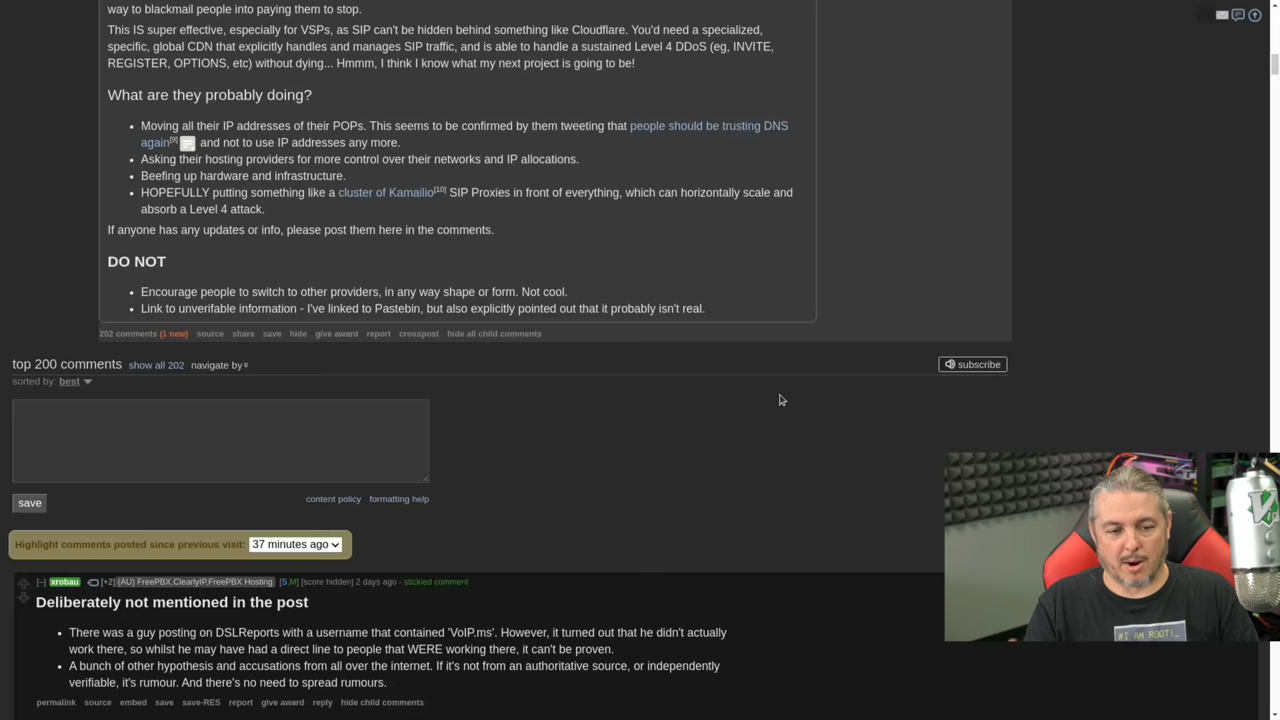 way to blackmail people into paying them to stop.
This IS super effective, especially for VSPs, as SIP can't be hidden behind something like Cloudflare. You'd need a specialized,
specific, global CDN that explicitly handles and manages SIP traffic, and is able to handle a sustained Level 4 DDoS (eg, INVITE,
REGISTER, OPTIONS, etc) without dying... Hmmm, I think I know what my next project is going to be!
What are they probably doing?
• Moving all their IP addresses of their POPs. This seems to be confirmed by them tweeting that people should be trusting DNS
again[9] and not to use IP addresses any more.
• Asking their hosting providers for more control over their networks and IP allocations.
• Beefing up hardware and infrastructure.
• HOPEFULLY putting something like a cluster of Kamailio[10] SIP Proxies in front of everything, which can horizontally scale and
absorb a Level 4 attack.
If anyone has any updates or info, please post them here in the comments.
DO NOT
• Encourage people to switch to other providers, in any way shape or form. Not cool.
• Link to unverifiable information - I've linked to Pastebin, but also explicitly pointed out that it probably isn't real.
202 comments (1 new) source share save hide give award report crosspost hide all child comments
top 200 comments show all 202 navigate by
subscribe
sorted by: best
save
content policy formatting help
Highlight comments posted since previous visit: 37 minutes ago
[–] xrobau [+2] (AU) FreePBX,ClearlyIP,FreePBX Hosting [S,M] [score hidden] 2 days ago - stickied comment
Deliberately not mentioned in the post
• There was a guy posting on DSLReports with a username that contained 'VoIP.ms'. However, it turned out that he didn't actually
work there, so whilst he may have had a direct line to people that WERE working there, it can't be proven.
• A bunch of other hypothesis and accusations from all over the internet. If it's not from an authoritative source, or independently
verifiable, it's rumour. And there's no need to spread rumours.
permalink source embed save save-RES report give award reply hide child comments
#I AM ROOT!